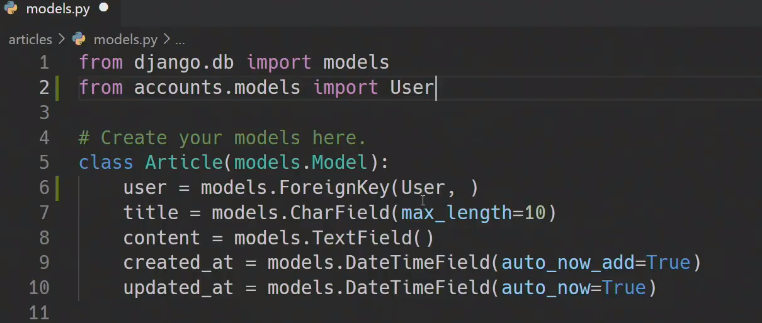 models.py
articles > models.py > ...
1 from django.db import models
2 from accounts.models import User
3
4 # Create your models here.
5 class Article(models.Model):
6     user = models.ForeignKey(User, )
7     title = models.CharField(max_length=10)
8     content = models.TextField()
9     created_at = models.DateTimeField(auto_now_add=True)
10     updated_at = models.DateTimeField(auto_now=True)
11